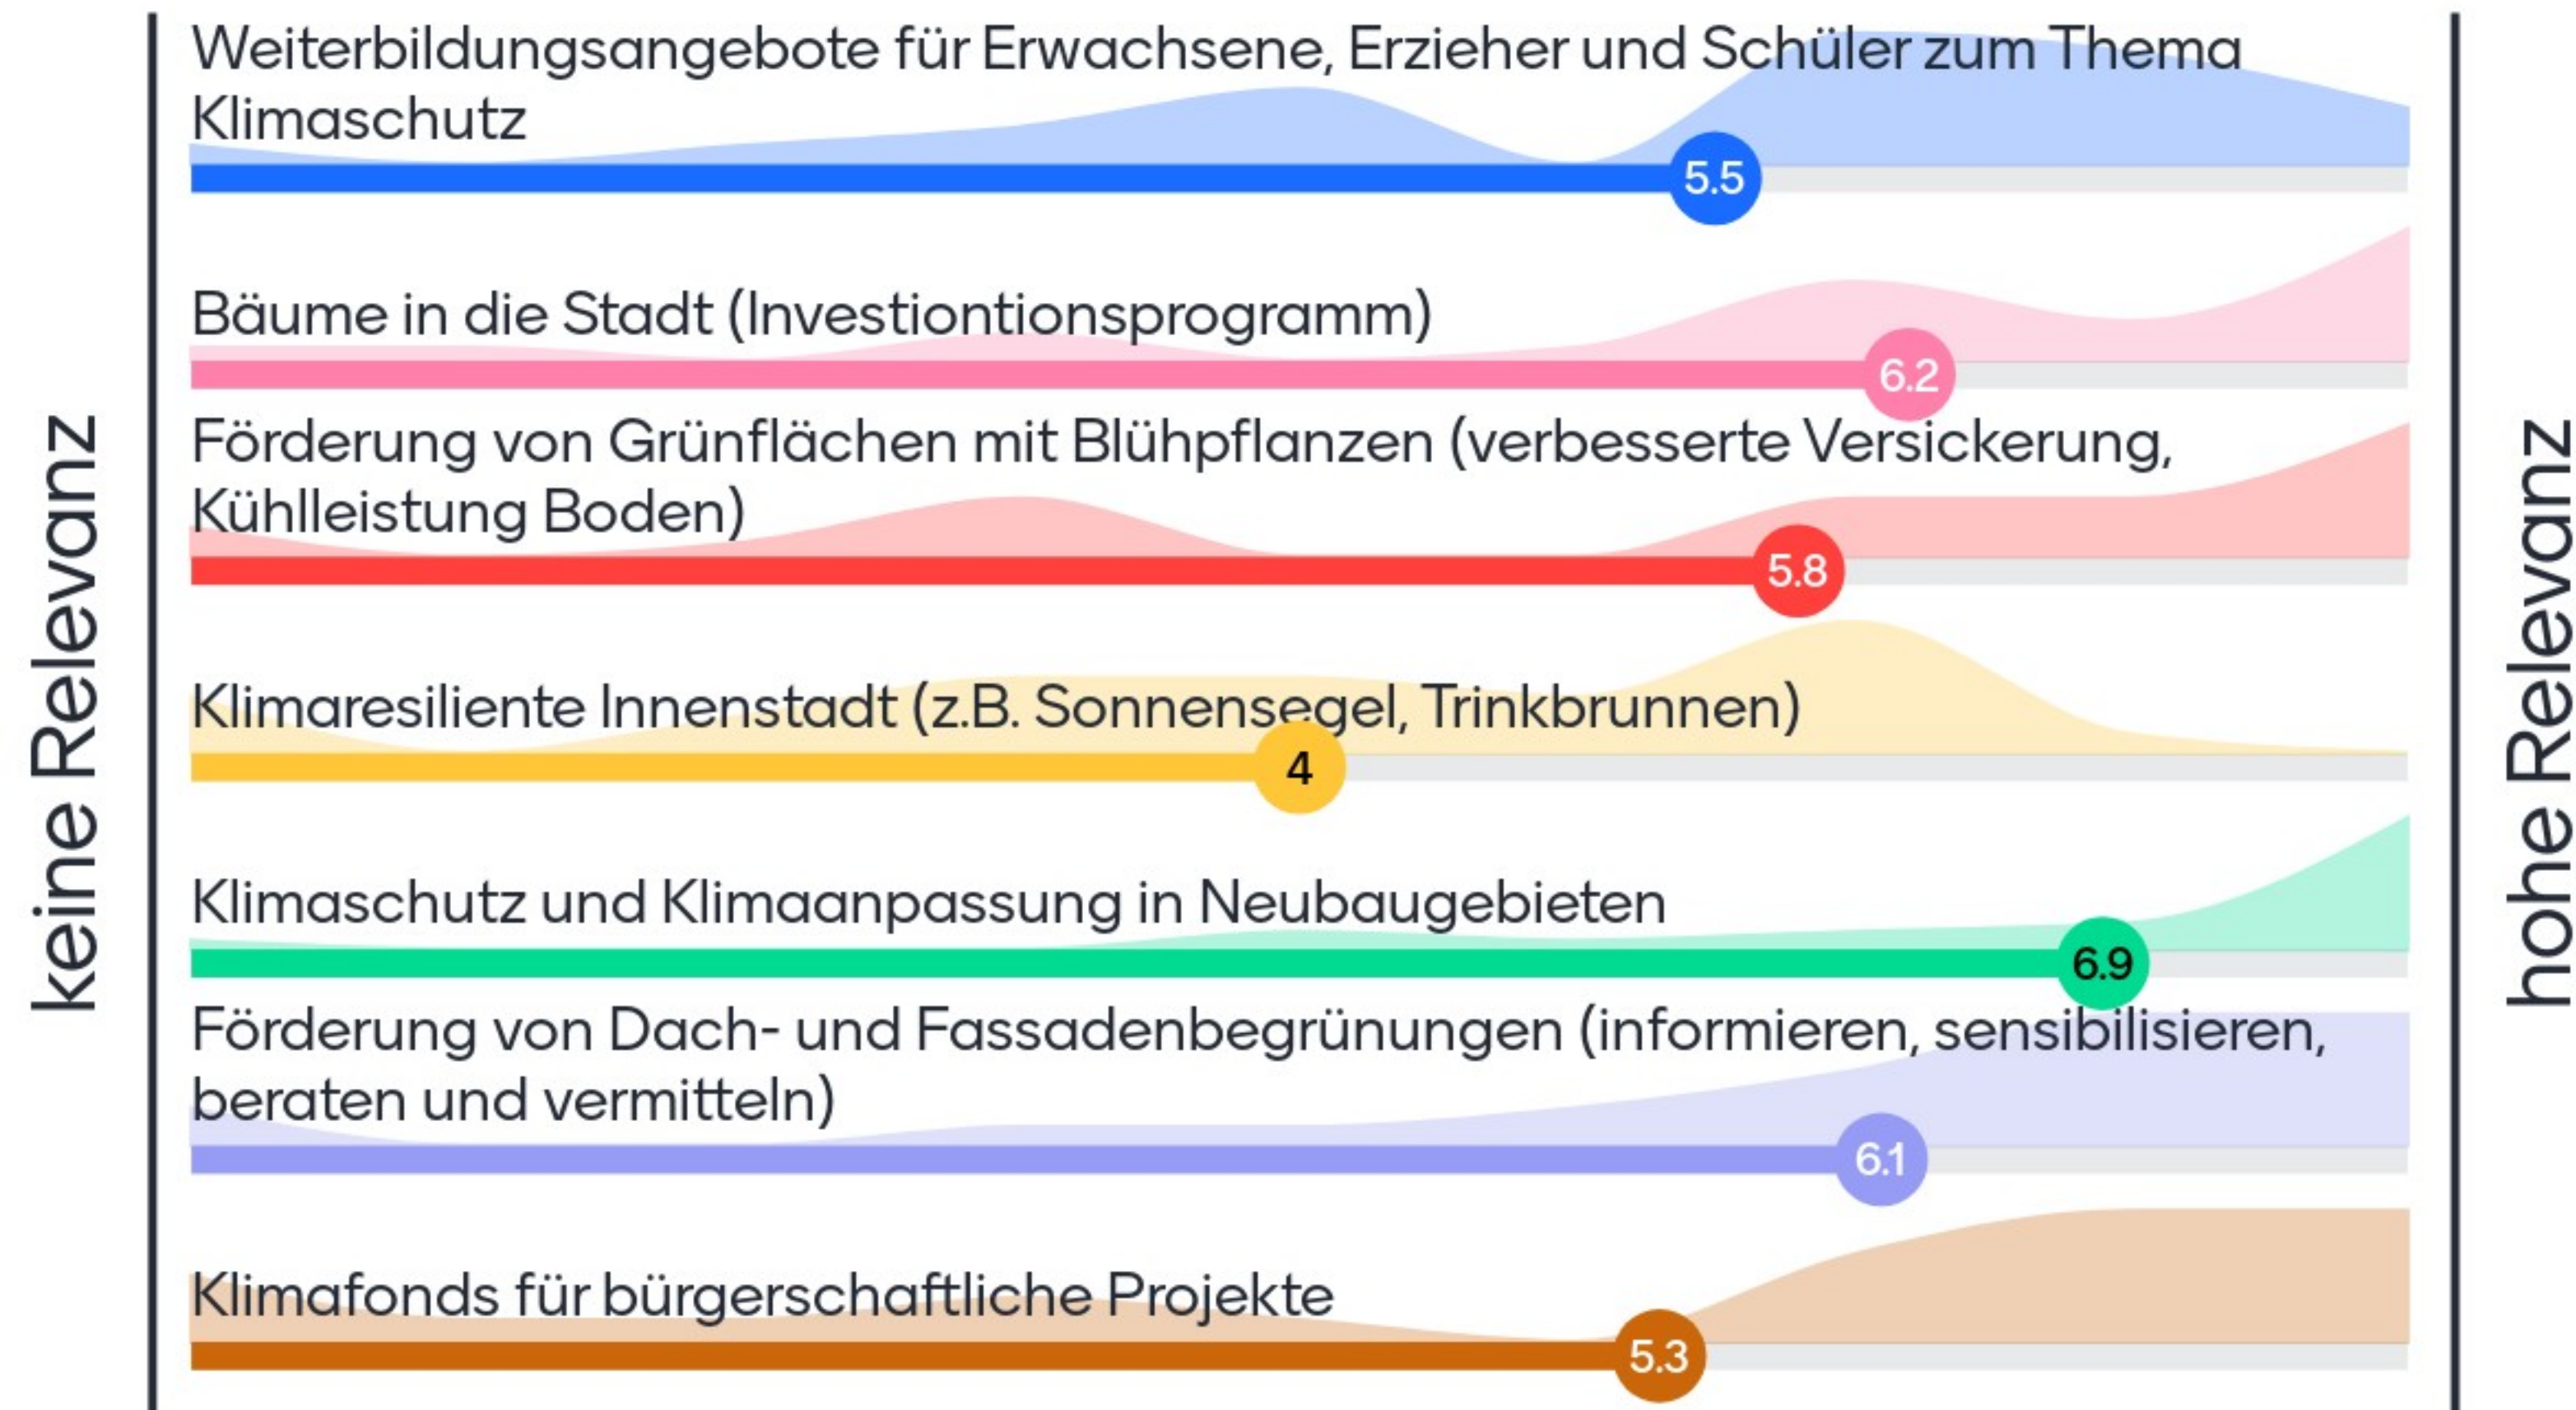 Weiterbildungsangebote für Erwachsene, Erzieher und Schüler zum Thema
Klimaschutz
5.5
Bäume in die Stadt (Investiontionsprogramm)
6.2
Förderung von Grünflächen mit Blühpflanzen (verbesserte Versickerung,
Kühlleistung Boden)
5.8
keine Relevanz
hohe Relevanz
Klimaresiliente Innenstadt (z.B. Sonnensegel, Trinkbrunnen)
4
Klimaschutz und Klimaanpassung in Neubaugebieten
6.9
Förderung von Dach- und Fassadenbegrünungen (informieren, sensibilisieren,
beraten und vermitteln)
6.1
Klimafonds für bürgerschaftliche Projekte
5.3